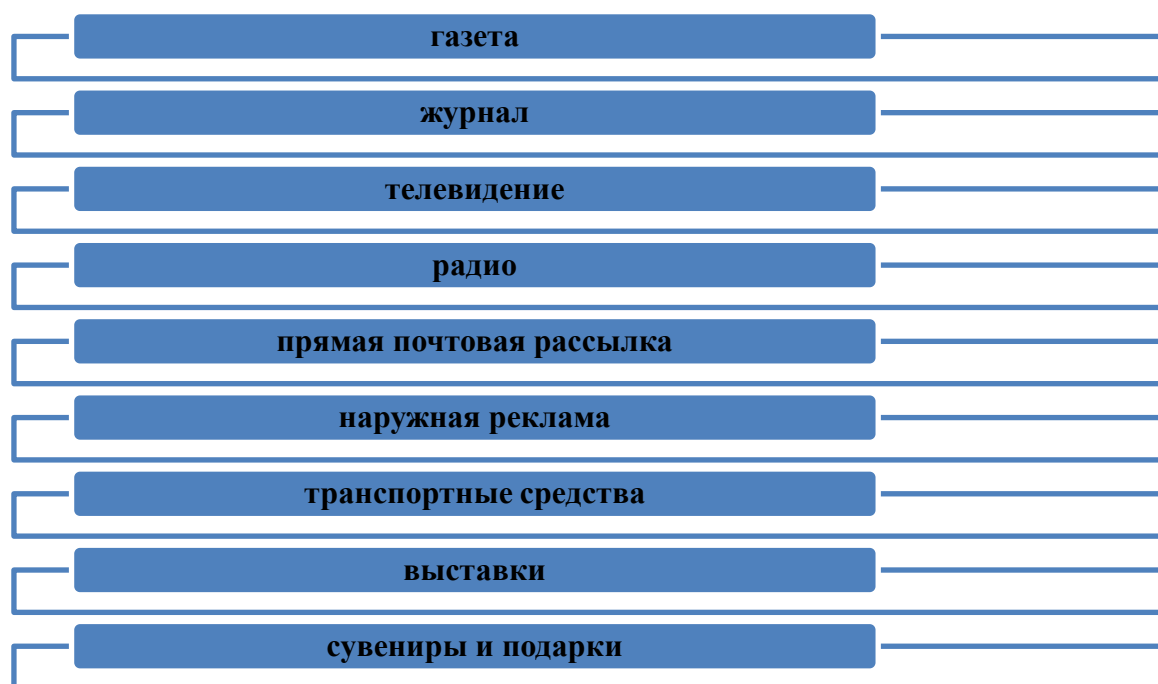 газета
журнал
телевидение
радио
прямая почтовая рассылка
наружная реклама
транспортные средства
выставки
сувениры и подарки